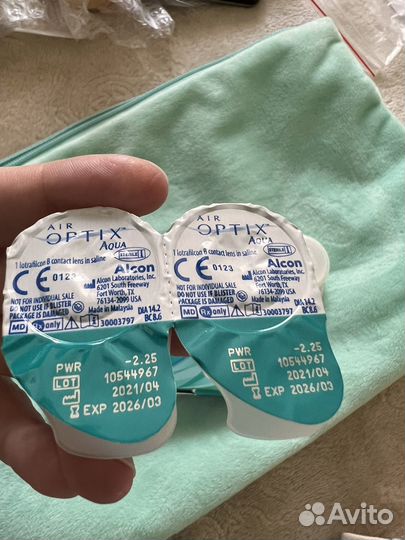 AIR
OPTIX®
AQUA
STERILE
1 lotrafilcon B contact lens in saline
CE 0123
Alcon
Alcon Laboratories, Inc.
6201 South Freeway
Fort Worth, TX
76134-2099 USA
Made in Malaysia
NOT FOR INDIVIDUAL SALE
DO NOT USE IF BLISTER
PACKAGE IS DAMAGED
DIA 14.2
BC 8.6
MD
Rx only
30003797
PWR -2.25
LOT 10544967
2021/04
EXP 2026/03
AIR
OPTIX®
AQUA
STERILE
1 lotrafilcon B contact lens in saline
CE 0123
Alcon
Alcon Laboratories, Inc.
6201 South Freeway
Fort Worth, TX
76134-2099 USA
Made in Malaysia
NOT FOR INDIVIDUAL SALE
DO NOT USE IF BLISTER
PACKAGE IS DAMAGED
DIA 14.2
BC 8.6
MD
Rx only
30003797
PWR -2.25
LOT 10544967
2021/04
EXP 2026/03
Avito